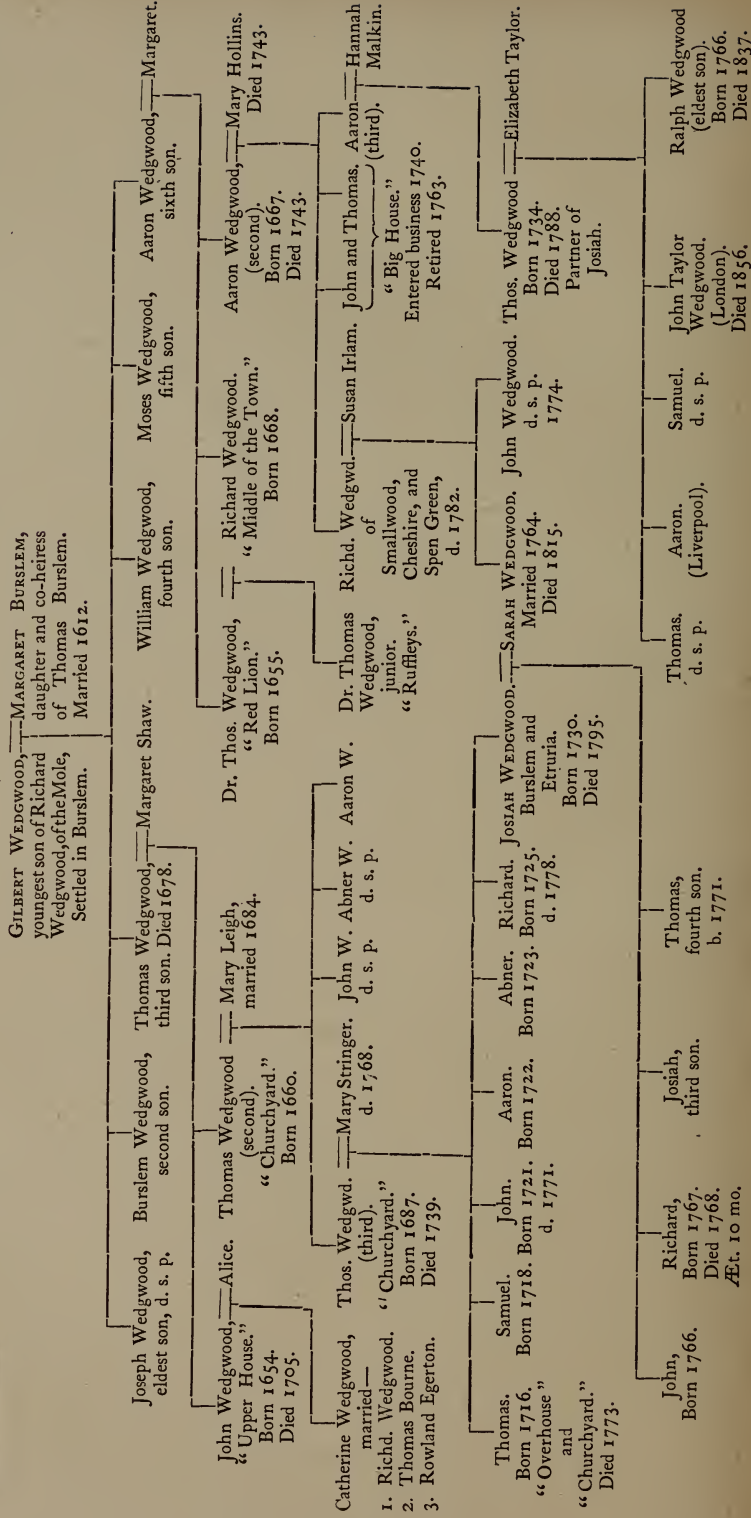 GILBERT WEDGWOOD,—MARGARET BURSLEM,
youngest son of Richard daughter and co-heiress
Wedgwood, of the Mole, of Thomas Burslem.
Settled in Burslem. Married 1612.
Joseph Wedgwood,
eldest son, d. s. p.
Burslem Wedgwood,
second son.
Thomas Wedgwood,—Margaret Shaw.
third son. Died 1678.
William Wedgwood,
fourth son.
Moses Wedgwood,
fifth son.
Aaron Wedgwood,—Margaret.
sixth son.
John Wedgwood,—Alice.
“Upper House.”
Born 1654.
Died 1705.
Thomas Wedgwood — Mary Leigh,
(second). married 1684.
“Churchyard.”
Born 1660.
Dr. Thos. Wedgwood,
“Red Lion.”
Born 1655.
Richard Wedgwood.
“Middle of the Town.”
Born 1668.
Aaron Wedgwood,—Mary Hollins.
(second). Died 1743.
Born 1667.
Died 1743.
Catherine Wedgwood,
married—
1. Richd. Wedgwood.
2. Thomas Bourne.
3. Rowland Egerton.
Thos. Wedgwd.—Mary Stringer.
(third). d. 1768.
“Churchyard.”
Born 1687.
Died 1739.
John W.
d. s. p.
Abner W.
d. s. p.
Aaron W.
Dr. Thomas
Wedgwood,
junior.
“Ruffleys.”
Richd. Wedgwd.—Susan Irlam.
of
Smallwood,
Cheshire, and
Spen Green,
d. 1782.
John and Thomas.
“Big House.”
Entered business 1740.
Retired 1763.
Aaron—Hannah
(third). Malkin.
Thomas.
Born 1716.
“Overhouse”
and
“Churchyard.”
Died 1773.
Samuel.
Born 1718.
John.
Born 1721.
d. 1771.
Aaron.
Born 1722.
Abner.
Born 1723.
Richard.
Born 1725.
d. 1778.
JOSIAH WEDGWOOD.—SARAH WEDGWOOD.
Burslem and Married 1764.
Etruria. Died 1815.
Born 1730.
Died 1795.
John Wedgwood.
d. s. p.
1774.
Thos. Wedgwood—Elizabeth Taylor.
Born 1734.
Died 1788.
Partner of
Josiah.
John,
Born 1766.
Richard,
Born 1767.
Died 1768.
Æt. 10 mo.
Josiah,
third son.
Thomas,
fourth son.
b. 1771.
Thomas.
d. s. p.
Aaron.
(Liverpool).
Samuel.
d. s. p.
John Taylor
Wedgwood.
(London).
Died 1856.
Ralph Wedgwood
(eldest son).
Born 1766.
Died 1837.